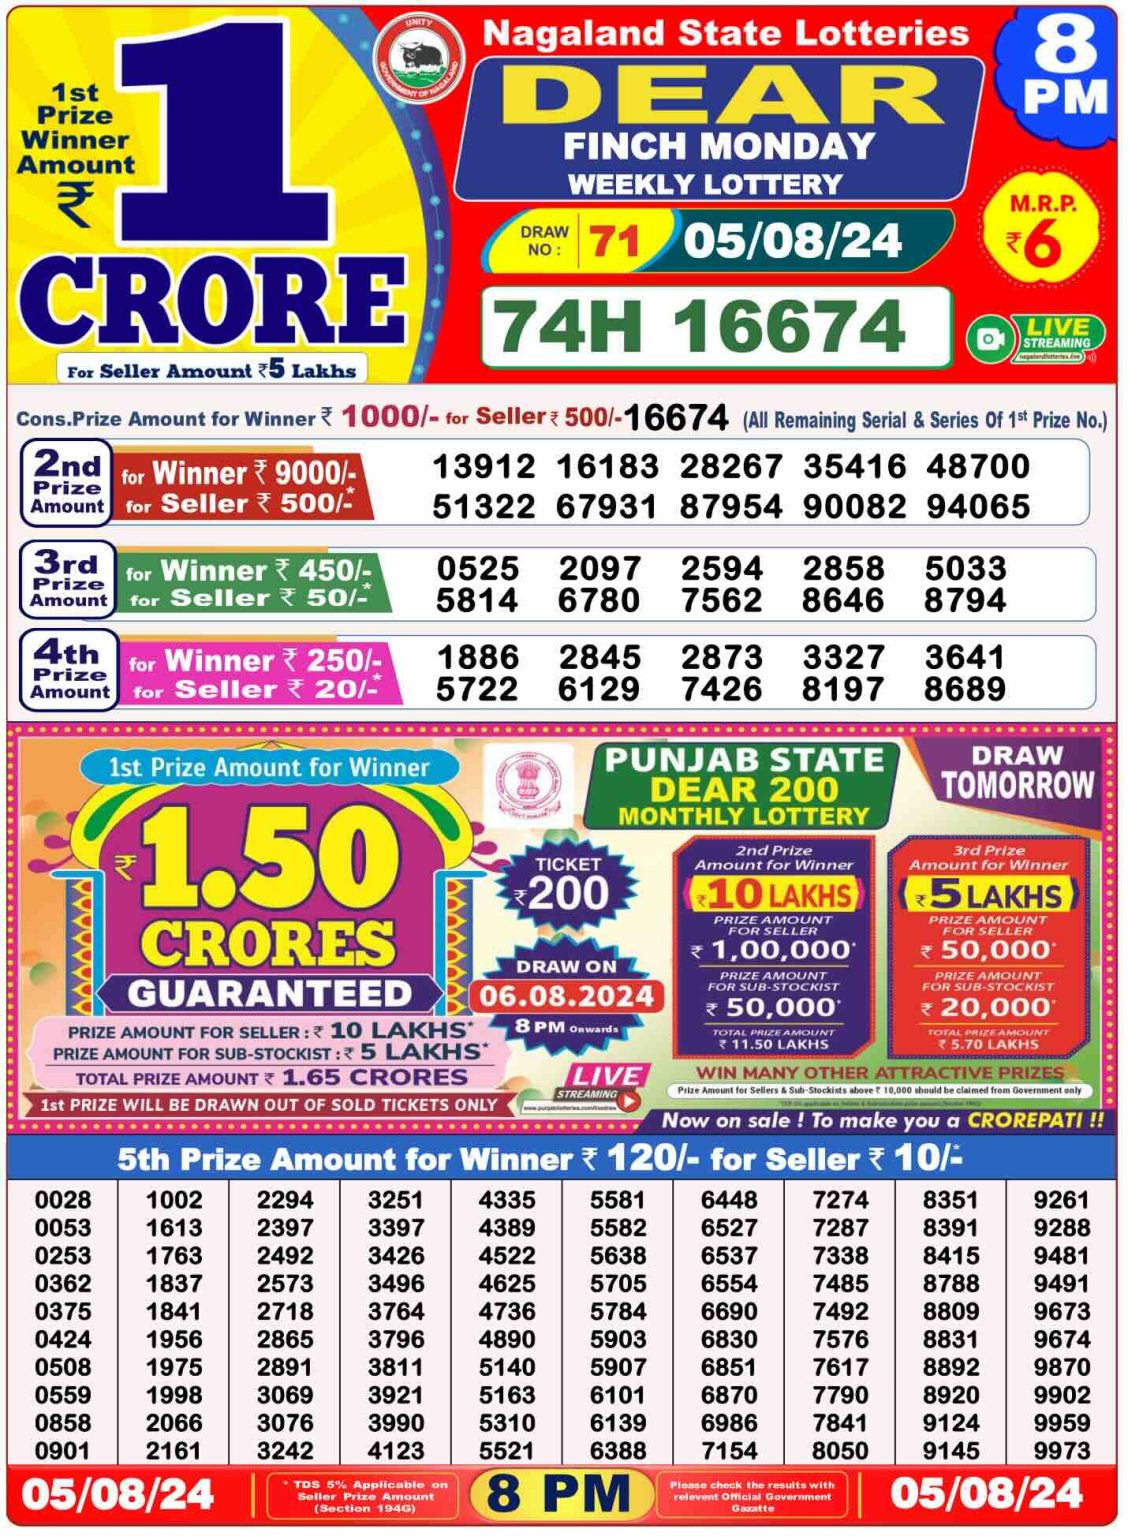 1st
Prize
Winner
Amount
₹
1
CRORE
For Seller Amount ₹5 Lakhs
UNITY
GOVERNMENT OF NAGALAND
Nagaland State Lotteries
DEAR
FINCH MONDAY
WEEKLY LOTTERY
8
PM
DRAW
NO :
71
05/08/24
M.R.P.
₹6
74H 16674
LIVE
STREAMING
nagalandlotteries.live
Cons.Prize Amount for Winner ₹ 1000/- for Seller ₹ 500/- 16674 (All Remaining Serial & Series Of 1st Prize No.)
2nd
Prize
Amount
for Winner ₹ 9000/-
for Seller ₹ 500/-*
13912 16183 28267 35416 48700
51322 67931 87954 90082 94065
3rd
Prize
Amount
for Winner ₹ 450/-
for Seller ₹ 50/-*
0525 2097 2594 2858 5033
5814 6780 7562 8646 8794
4th
Prize
Amount
for Winner ₹ 250/-
for Seller ₹ 20/-*
1886 2845 2873 3327 3641
5722 6129 7426 8197 8689
1st Prize Amount for Winner
₹1.50
CRORES
GUARANTEED
PRIZE AMOUNT FOR SELLER : ₹ 10 LAKHS*
PRIZE AMOUNT FOR SUB-STOCKIST : ₹ 5 LAKHS*
TOTAL PRIZE AMOUNT ₹ 1.65 CRORES
1st PRIZE WILL BE DRAWN OUT OF SOLD TICKETS ONLY
PUNJAB STATE
DEAR 200
MONTHLY LOTTERY
DRAW
TOMORROW
TICKET
₹200
DRAW ON
06.08.2024
8 PM Onwards
LIVE
STREAMING
www.punjablotteries.com/livedraw
2nd Prize
Amount for Winner
₹10 LAKHS
PRIZE AMOUNT
FOR SELLER
₹ 1,00,000*
PRIZE AMOUNT
FOR SUB-STOCKIST
₹ 50,000*
TOTAL PRIZE AMOUNT
₹ 11.50 LAKHS
3rd Prize
Amount for Winner
₹5 LAKHS
PRIZE AMOUNT
FOR SELLER
₹ 50,000*
PRIZE AMOUNT
FOR SUB-STOCKIST
₹ 20,000*
TOTAL PRIZE AMOUNT
₹ 5.70 LAKHS
WIN MANY OTHER ATTRACTIVE PRIZES
Prize Amount for Sellers & Sub-Stockists above ₹ 10,000 should be claimed from Government only
Now on sale ! To make you a CROREPATI !!
5th Prize Amount for Winner ₹ 120/- for Seller ₹ 10/-*
0028 1002 2294 3251 4335 5581 6448 7274 8351 9261
0053 1613 2397 3397 4389 5582 6527 7287 8391 9288
0253 1763 2492 3426 4522 5638 6537 7338 8415 9481
0362 1837 2573 3496 4625 5705 6554 7485 8788 9491
0375 1841 2718 3764 4736 5784 6690 7492 8809 9673
0424 1956 2865 3796 4890 5903 6830 7576 8831 9674
0508 1975 2891 3811 5140 5907 6851 7617 8892 9870
0559 1998 3069 3921 5163 6101 6870 7790 8920 9902
0858 2066 3076 3990 5310 6139 6986 7841 9124 9959
0901 2161 3242 4123 5521 6388 7154 8050 9145 9973
05/08/24
* TDS 5% Applicable on
Seller Prize Amount
(Section 194G)
8 PM
Please check the results with
relevent Official Government
Gazatte
05/08/24